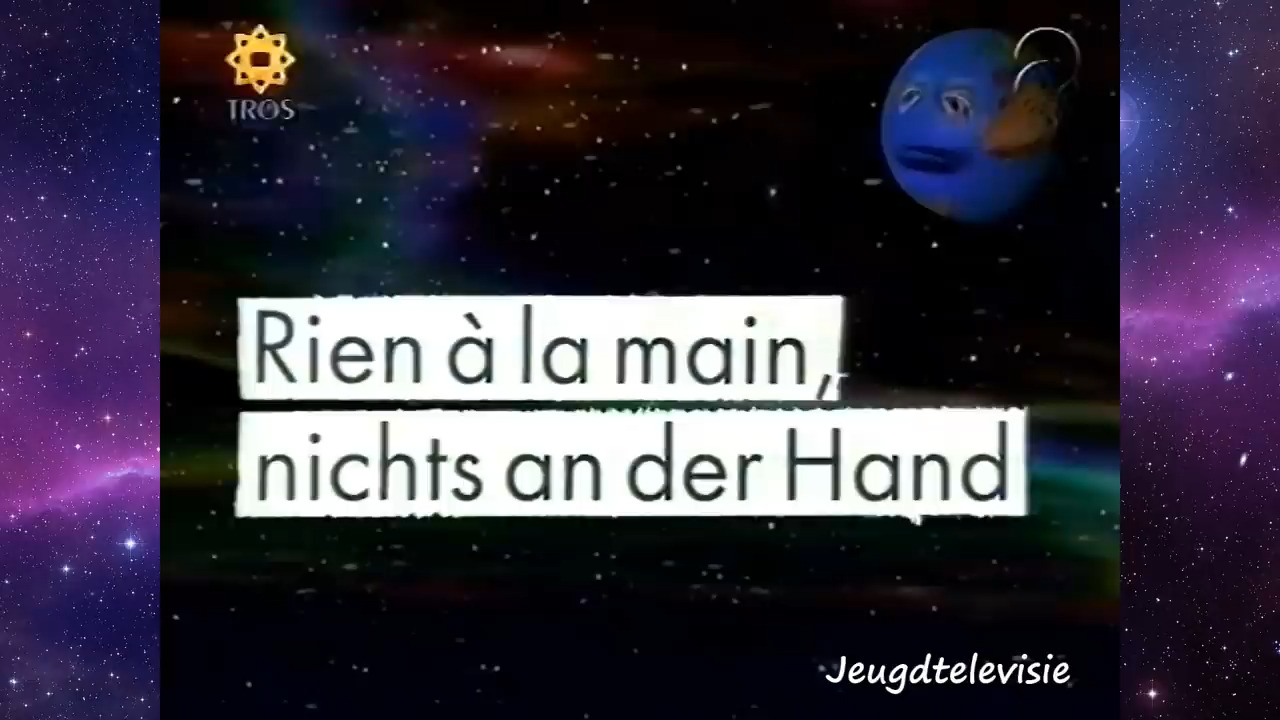 TROS
Rien à la main,
nichts an der Hand
Jeugdtelevisie